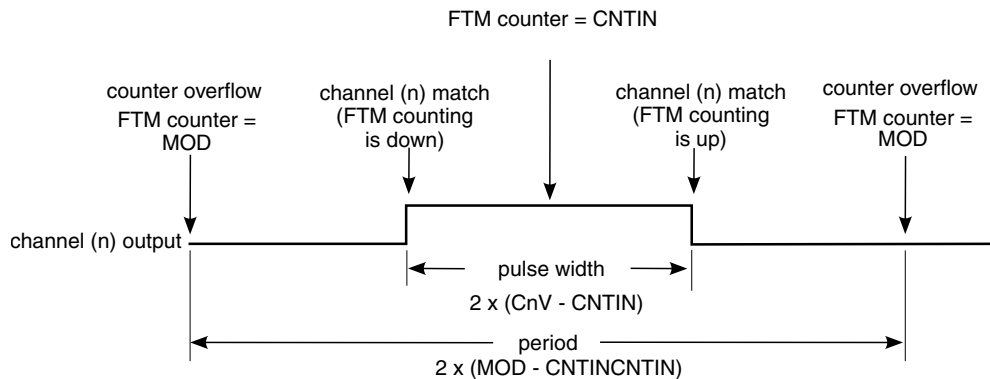 FTM counter = CNTIN
counter overflow
FTM counter =
MOD
channel (n) match
(FTM counting
is down)
channel (n) match
(FTM counting
is up)
counter overflow
FTM counter =
MOD
channel (n) output
pulse width
2 x (CnV - CNTIN)
period
2 x (MOD - CNTINCNTIN)